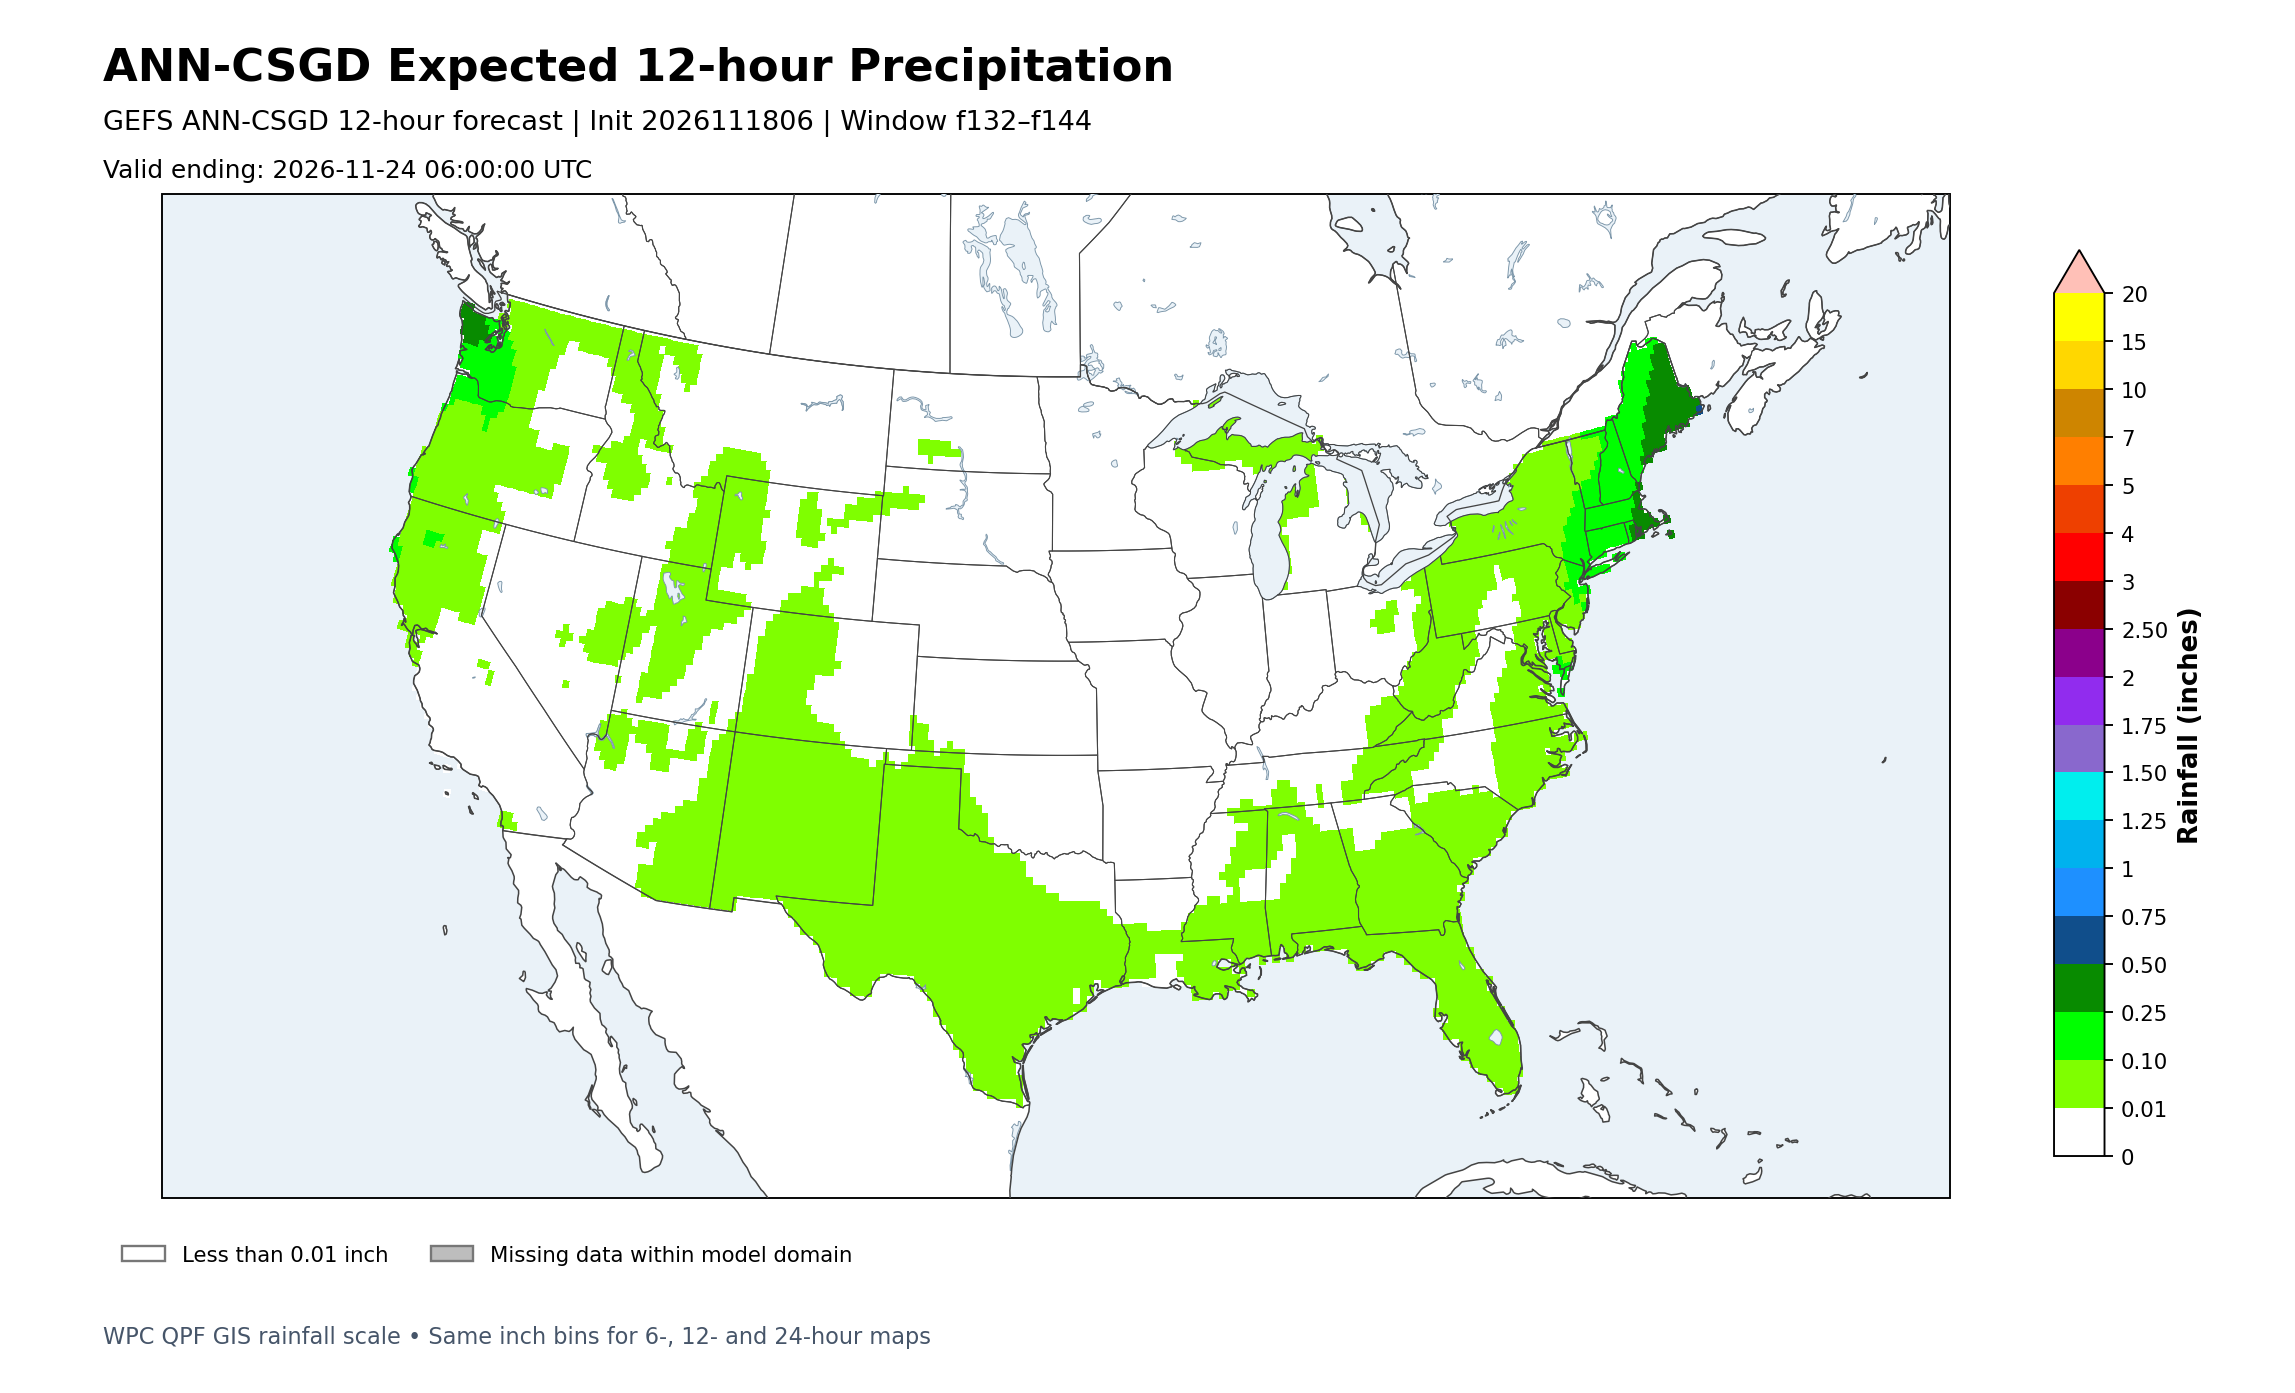 ANN-CSGD Expected 12-hour Precipitation
GEFS ANN-CSGD 12-hour forecast | Init 2026111806 | Window f132–f144
Valid ending: 2026-11-24 06:00:00 UTC
20
15
10
7
5
4
3
2.50
2
1.75
1.50
1.25
1
0.75
0.50
0.25
0.10
0.01
0
Rainfall (inches)
Less than 0.01 inch
Missing data within model domain
WPC QPF GIS rainfall scale • Same inch bins for 6-, 12- and 24-hour maps